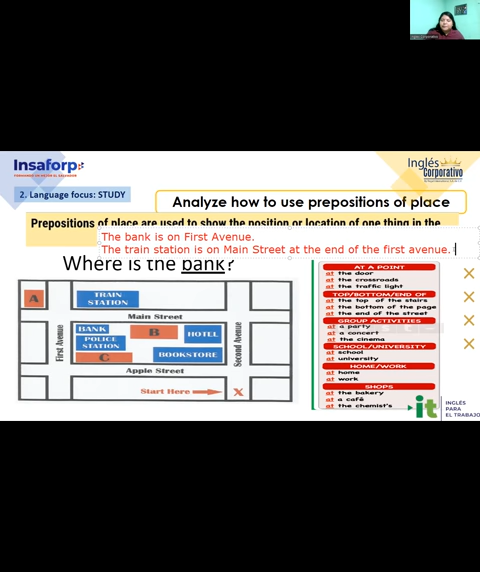 Insaforp
Inglés
Corporativo
2. Language focus: STUDY
Analyze how to use prepositions of place
Prepositions of place are used to show the position or location of one thing in the
The bank is on First Avenue.
The train station is on Main Street at the end of the first avenue.
Where is the bank?
A
TRAIN
STATION
Main Street
First Avenue
BANK
POLICE
STATION
B
HOTEL
C
BOOKSTORE
Second Avenue
Apple Street
Start Here
X
AT A POINT
at the door
at the crossroads
at the traffic light
TOP/BOTTOM/END OF
at the top of the stairs
at the bottom of the page
at the end of the street
GROUP ACTIVITIES
at a party
at a concert
at the cinema
SCHOOL/UNIVERSITY
at school
at university
HOME/WORK
at home
at work
SHOPS
at the bakery
at a café
at the chemist's
it
INGLÉS
PARA
EL TRABAJO